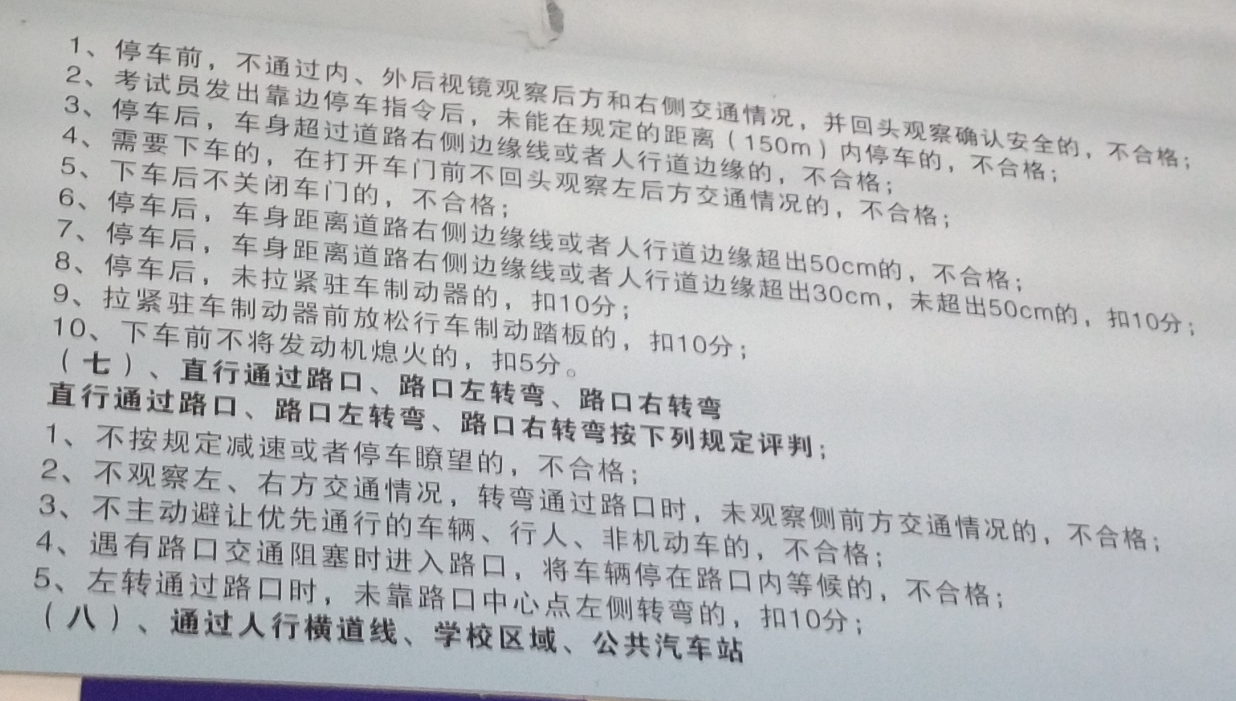 1、停车前，不通过内、外后视镜观察后方和右侧交通情况，并回头观察确认安全的，不合格；
2、考试员发出靠边停车指令后，未能在规定的距离（150m）内停车的，不合格；
3、停车后，车身超过道路右侧边缘线或者人行道边缘的，不合格；
4、需要下车的，在打开车门前不回头观察左后方交通情况的，不合格；
5、下车后不关闭车门的，不合格；
6、停车后，车身距离道路右侧边缘线或者人行道边缘超出50cm的，不合格；
7、停车后，车身距离道路右侧边缘线或者人行道边缘超出30cm，未超出50cm的，扣10分；
8、停车后，未拉紧驻车制动器的，扣10分；
9、拉紧驻车制动器前放松行车制动踏板的，扣10分；
10、下车前不将发动机熄火的，扣5分。
（七）、直行通过路口、路口左转弯、路口右转弯
直行通过路口、路口左转弯、路口右转弯按下列规定评判；
1、不按规定减速或者停车瞭望的，不合格；
2、不观察左、右方交通情况，转弯通过路口时，未观察侧前方交通情况的，不合格；
3、不主动避让优先通行的车辆、行人、非机动车的，不合格；
4、遇有路口交通阻塞时进入路口，将车辆停在路口内等候的，不合格；
5、左转通过路口时，未靠路口中心点左侧转弯的，扣10分；
（八）、通过人行横道线、学校区域、公共汽车站